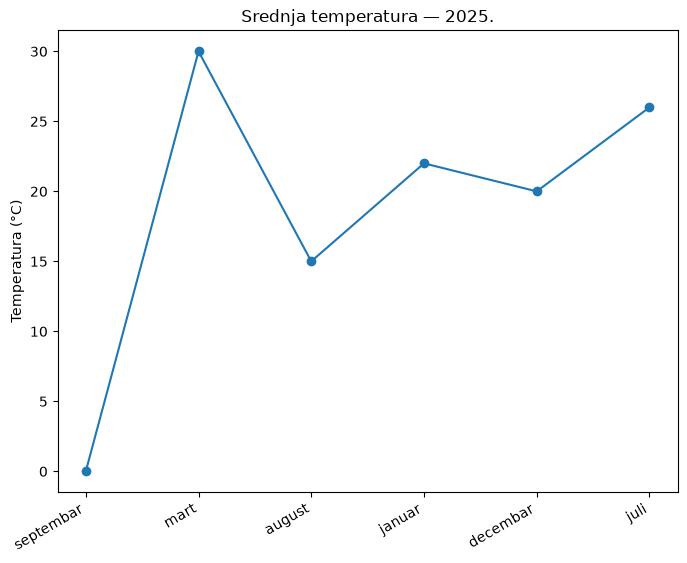 Srednja temperatura — 2025.
Temperatura (°C)
30
25
20
15
10
5
0
septembar
mart
august
januar
decembar
juli